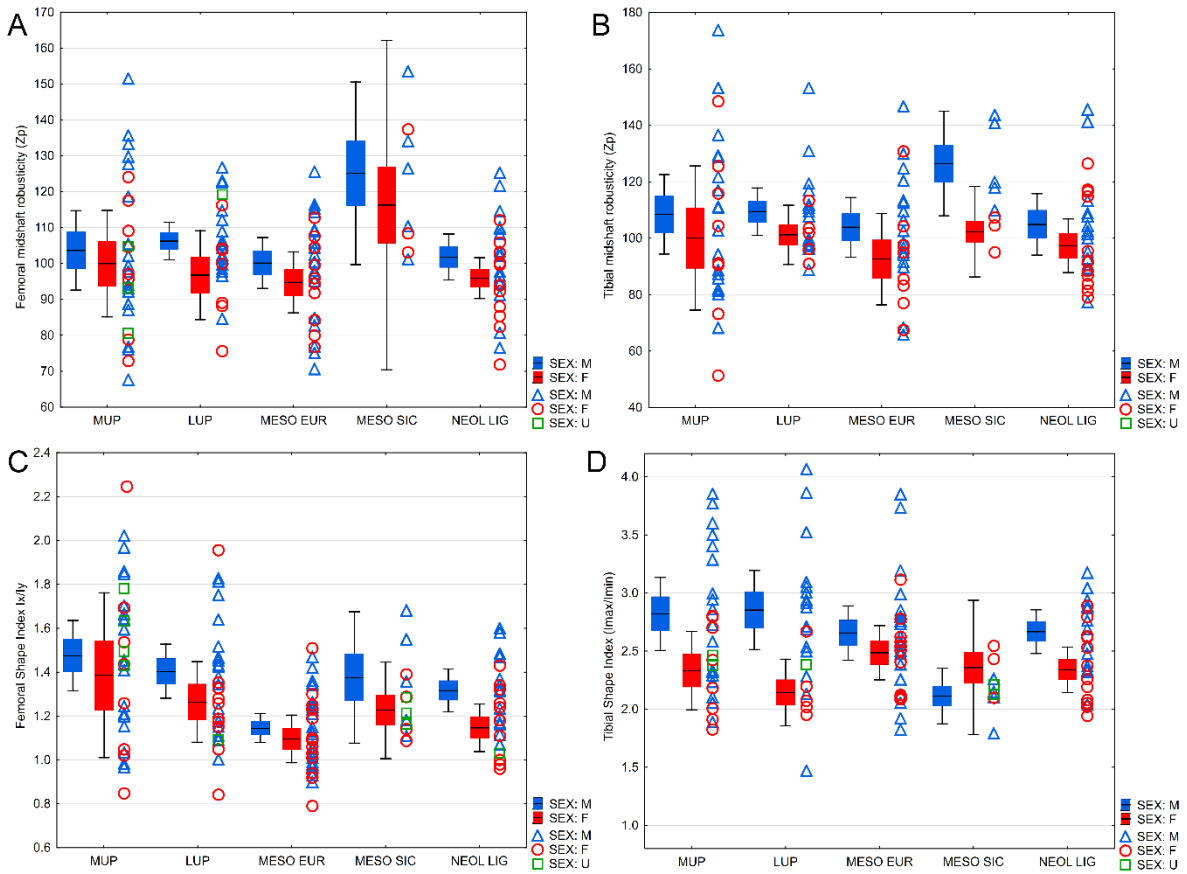 A
Femoral midshaft robusticity (Zp)
170
160
150
140
130
120
110
100
90
80
70
60
MUP LUP MESO EUR MESO SIC NEOL LIG
SEX: M
SEX: F
SEX: M
SEX: F
SEX: U
B
Tibial midshaft robusticity (Zp)
180
160
140
120
100
80
60
40
MUP LUP MESO EUR MESO SIC NEOL LIG
SEX: M
SEX: F
SEX: M
SEX: F
SEX: U
C
Femoral Shape Index Ix/Iy
2.4
2.2
2.0
1.8
1.6
1.4
1.2
1.0
0.8
0.6
MUP LUP MESO EUR MESO SIC NEOL LIG
SEX: M
SEX: F
SEX: M
SEX: F
SEX: U
D
Tibial Shape Index (Imax/Imin)
4.0
3.5
3.0
2.5
2.0
1.5
1.0
MUP LUP MESO EUR MESO SIC NEOL LIG
SEX: M
SEX: F
SEX: M
SEX: F
SEX: U